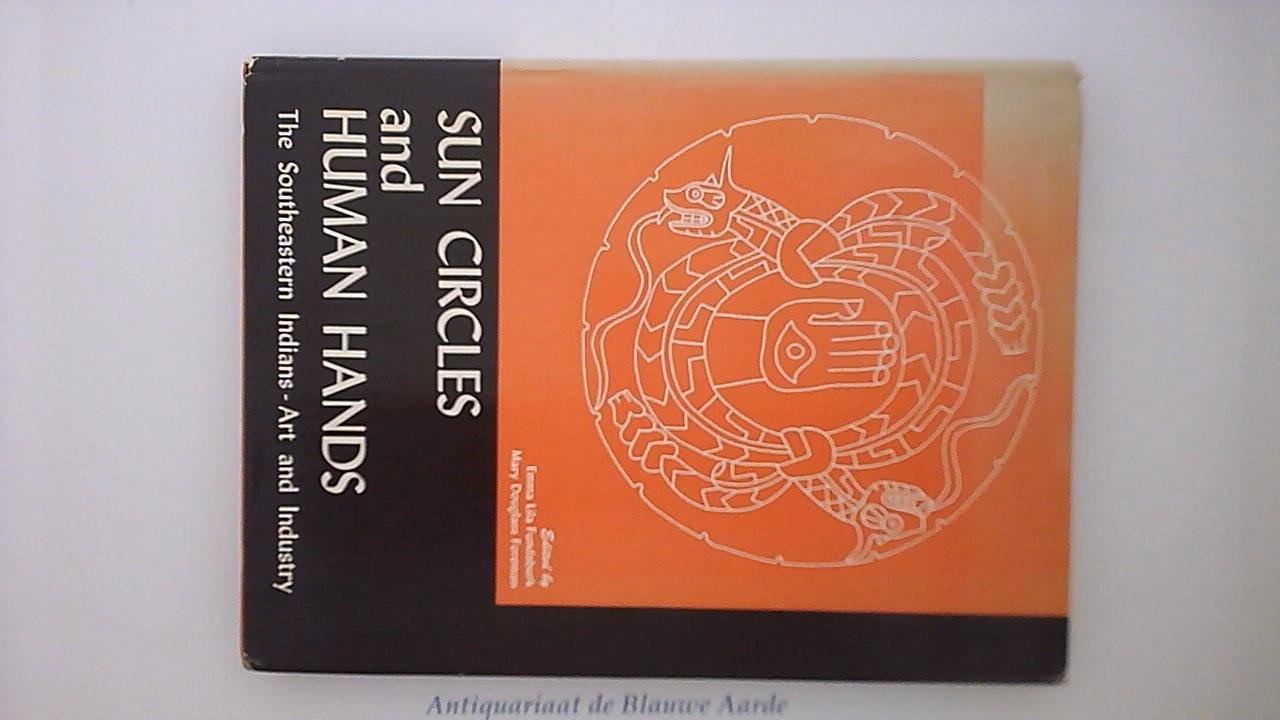 Edited by
Emma Lila Fundaburk
Mary Douglass Foreman
SUN CIRCLES
and
HUMAN HANDS
The Southeastern Indians - Art and Industry
Antiquariaat de Blauwe Aarde